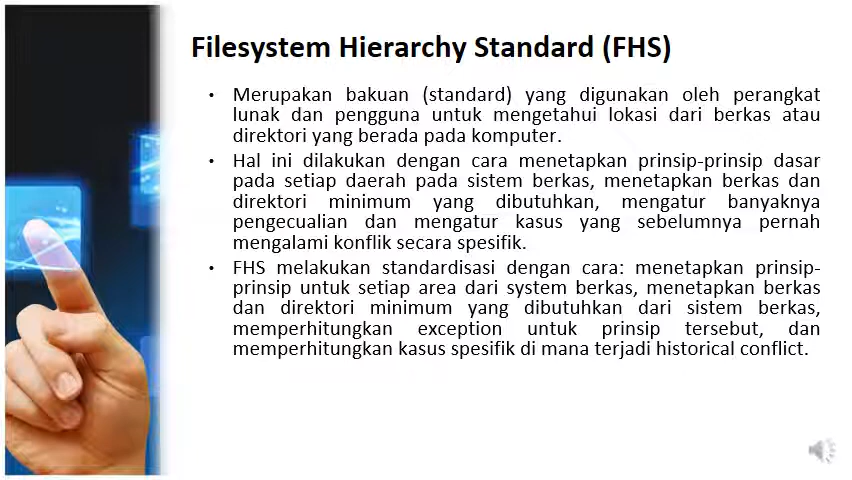 Filesystem Hierarchy Standard (FHS)
• Merupakan bakuan (standard) yang digunakan oleh perangkat
lunak dan pengguna untuk mengetahui lokasi dari berkas atau
direktori yang berada pada komputer.
• Hal ini dilakukan dengan cara menetapkan prinsip-prinsip dasar
pada setiap daerah pada sistem berkas, menetapkan berkas dan
direktori minimum yang dibutuhkan, mengatur banyaknya
pengecualian dan mengatur kasus yang sebelumnya pernah
mengalami konflik secara spesifik.
• FHS melakukan standardisasi dengan cara: menetapkan prinsip-
prinsip untuk setiap area dari system berkas, menetapkan berkas
dan direktori minimum yang dibutuhkan dari sistem berkas,
memperhitungkan exception untuk prinsip tersebut, dan
memperhitungkan kasus spesifik di mana terjadi historical conflict.